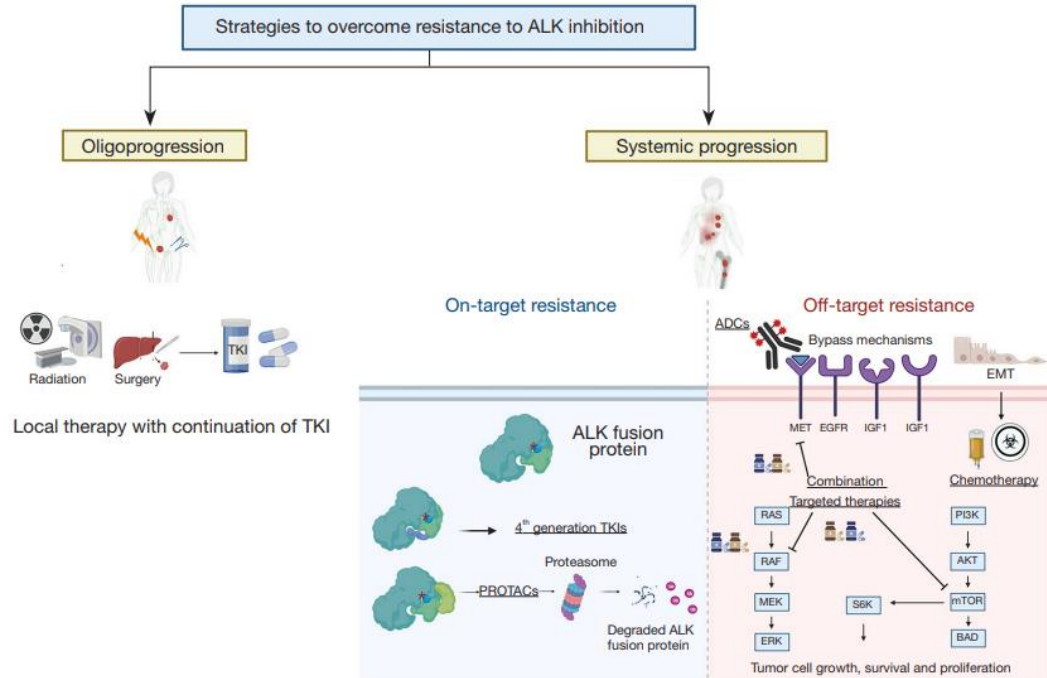 Strategies to overcome resistance to ALK inhibition
Oligoprogression
Systemic progression
Radiation
Surgery
TKI
Local therapy with continuation of TKI
On-target resistance
ALK fusion
protein
4th generation TKIs
PROTACs
Proteasome
Degraded ALK
fusion protein
Off-target resistance
ADCs
Bypass mechanisms
EMT
MET
EGFR
IGF1
IGF1
Combination
Targeted therapies
Chemotherapy
RAS
RAF
MEK
ERK
S6K
PI3K
AKT
mTOR
BAD
Tumor cell growth, survival and proliferation